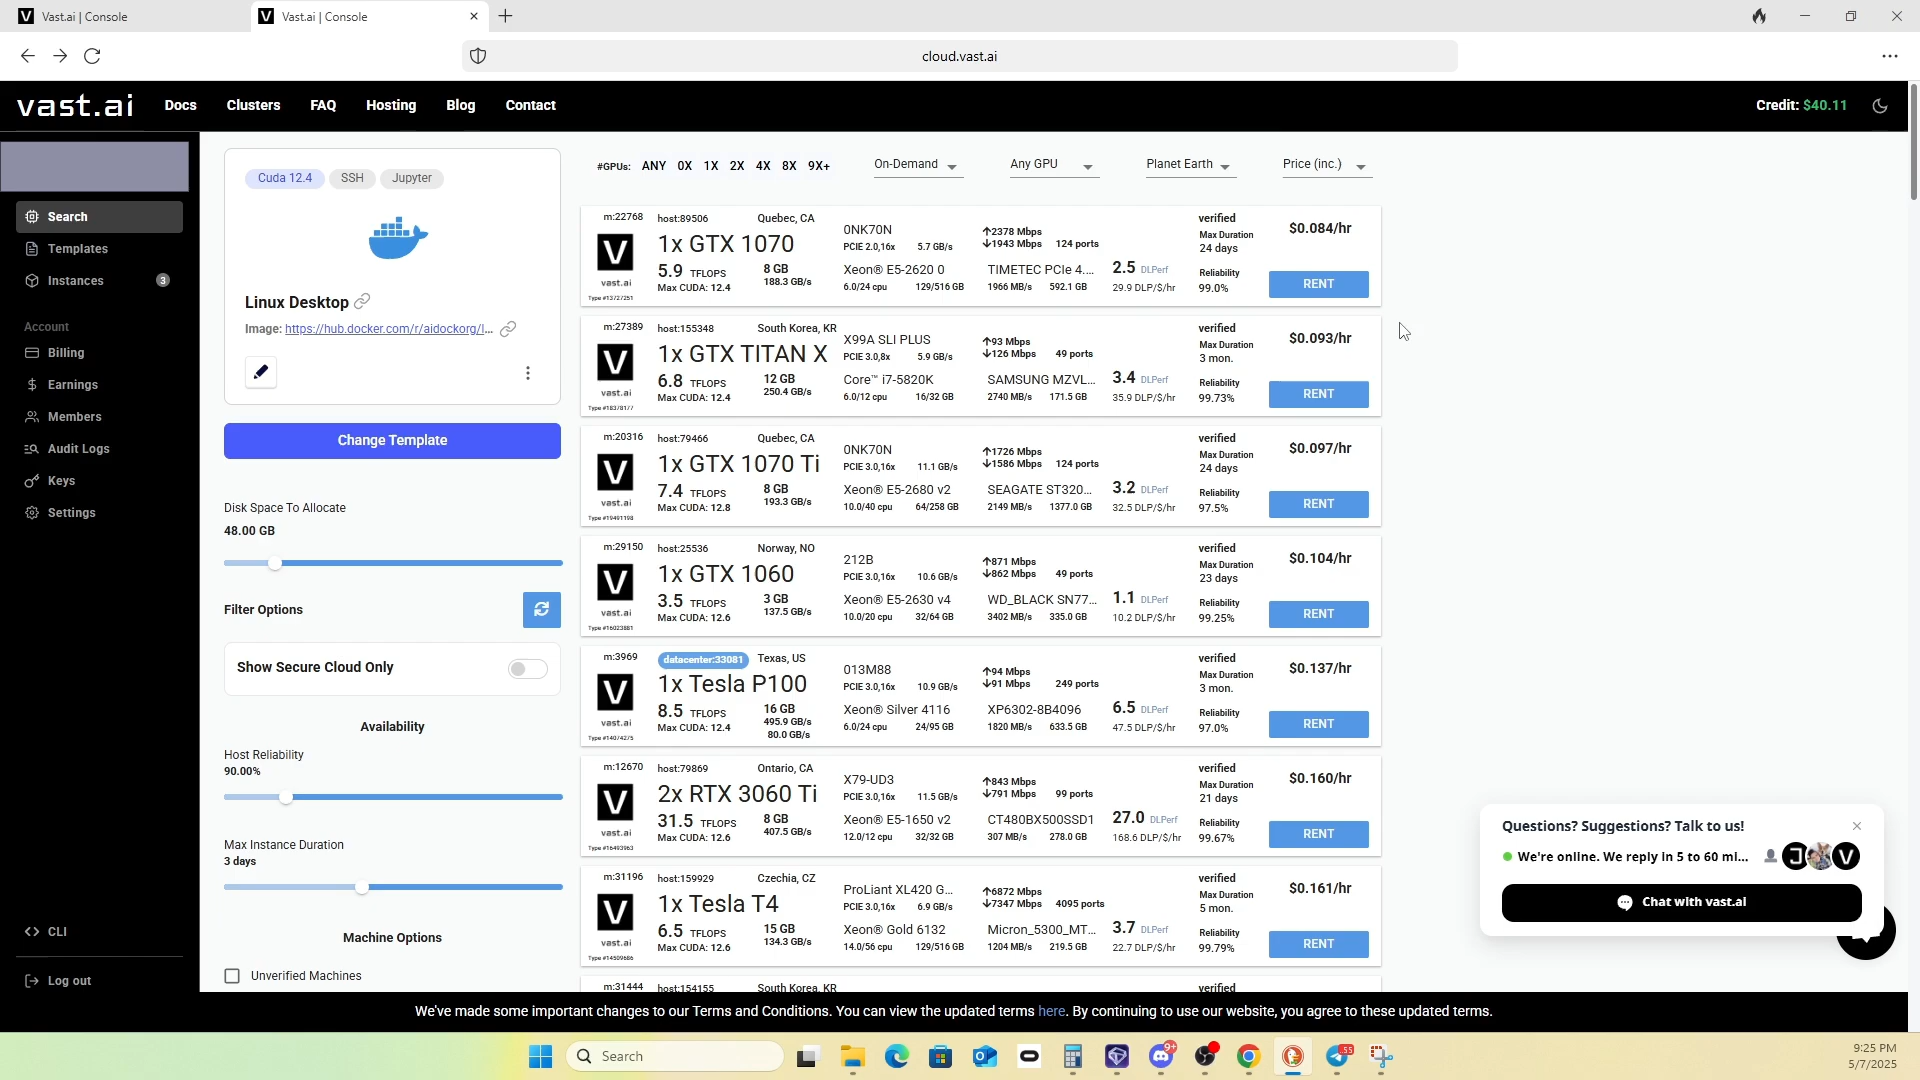 Vast.ai | Console
Vast.ai | Console
cloud.vast.ai
vast.ai Docs Clusters FAQ Hosting Blog Contact Credit: $40.11
Search
Templates
Instances 3
Account
Billing
Earnings
Members
Audit Logs
Keys
Settings
CLI
Log out
Cuda 12.4 SSH Jupyter
Linux Desktop
Image: https://hub.docker.com/r/aidockorg/l...
Change Template
Disk Space To Allocate
48.00 GB
Filter Options
Show Secure Cloud Only
Availability
Host Reliability
90.00%
Max Instance Duration
3 days
Machine Options
Unverified Machines
#GPUs: ANY 0X 1X 2X 4X 8X 9X+ On-Demand Any GPU Planet Earth Price (inc.)
m:22768 host:89506 Quebec, CA verified
1x GTX 1070 0NK70N ↑2378 Mbps Max Duration $0.084/hr
PCIE 2.0,16x 5.7 GB/s ↓1943 Mbps 124 ports 24 days
5.9 TFLOPS 8 GB Xeon® E5-2620 0 TIMETEC PCIe 4.... 2.5 DLPerf Reliability
vast.ai Max CUDA: 12.4 188.3 GB/s 6.0/24 cpu 129/516 GB 1966 MB/s 592.1 GB 29.9 DLP/$/hr 99.0% RENT
Type #13727251
m:27389 host:155348 South Korea, KR verified
1x GTX TITAN X X99A SLI PLUS ↑93 Mbps Max Duration $0.093/hr
PCIE 3.0,8x 5.9 GB/s ↓126 Mbps 49 ports 3 mon.
6.8 TFLOPS 12 GB Core™ i7-5820K SAMSUNG MZVL... 3.4 DLPerf Reliability
vast.ai Max CUDA: 12.4 250.4 GB/s 6.0/12 cpu 16/32 GB 2740 MB/s 171.5 GB 35.9 DLP/$/hr 99.73% RENT
Type #18378177
m:20316 host:79466 Quebec, CA verified
1x GTX 1070 Ti 0NK70N ↑1726 Mbps Max Duration $0.097/hr
PCIE 3.0,16x 11.1 GB/s ↓1586 Mbps 124 ports 24 days
7.4 TFLOPS 8 GB Xeon® E5-2680 v2 SEAGATE ST320... 3.2 DLPerf Reliability
vast.ai Max CUDA: 12.8 193.3 GB/s 10.0/40 cpu 64/258 GB 2149 MB/s 1377.0 GB 32.5 DLP/$/hr 97.5% RENT
Type #19491198
m:29150 host:25536 Norway, NO verified
1x GTX 1060 212B ↑871 Mbps Max Duration $0.104/hr
PCIE 3.0,16x 10.6 GB/s ↓862 Mbps 49 ports 23 days
3.5 TFLOPS 3 GB Xeon® E5-2630 v4 WD_BLACK SN77... 1.1 DLPerf Reliability
vast.ai Max CUDA: 12.6 137.5 GB/s 10.0/20 cpu 32/64 GB 3402 MB/s 335.0 GB 10.2 DLP/$/hr 99.25% RENT
Type #16023881
m:3969 datacenter:33081 Texas, US verified
1x Tesla P100 013M88 ↑94 Mbps Max Duration $0.137/hr
PCIE 3.0,16x 10.9 GB/s ↓91 Mbps 249 ports 3 mon.
8.5 TFLOPS 16 GB Xeon® Silver 4116 XP6302-8B4096 6.5 DLPerf Reliability
vast.ai Max CUDA: 12.4 495.9 GB/s 6.0/24 cpu 24/95 GB 1820 MB/s 633.5 GB 47.5 DLP/$/hr 97.0% RENT
Type #14074275 80.0 GB/s
m:12670 host:79869 Ontario, CA verified
2x RTX 3060 Ti X79-UD3 ↑843 Mbps Max Duration $0.160/hr
PCIE 3.0,16x 11.5 GB/s ↓791 Mbps 99 ports 21 days
31.5 TFLOPS 8 GB Xeon® E5-1650 v2 CT480BX500SSD1 27.0 DLPerf Reliability
vast.ai Max CUDA: 12.6 407.5 GB/s 12.0/12 cpu 32/32 GB 307 MB/s 278.0 GB 168.6 DLP/$/hr 99.67% RENT
Type #16493963
m:31196 host:159929 Czechia, CZ verified
1x Tesla T4 ProLiant XL420 G... ↑6872 Mbps Max Duration $0.161/hr
PCIE 3.0,16x 6.9 GB/s ↓7347 Mbps 4095 ports 5 mon.
6.5 TFLOPS 15 GB Xeon® Gold 6132 Micron_5300_MT... 3.7 DLPerf Reliability
vast.ai Max CUDA: 12.6 134.3 GB/s 14.0/56 cpu 129/516 GB 1204 MB/s 219.5 GB 22.7 DLP/$/hr 99.79% RENT
Type #14509686
m:31444 host:154155 South Korea, KR verified
Questions? Suggestions? Talk to us!
We're online. We reply in 5 to 60 mi...
Chat with vast.ai
We've made some important changes to our Terms and Conditions. You can view the updated terms here. By continuing to use our website, you agree to these updated terms.
Search
9+
55
9:25 PM
5/7/2025